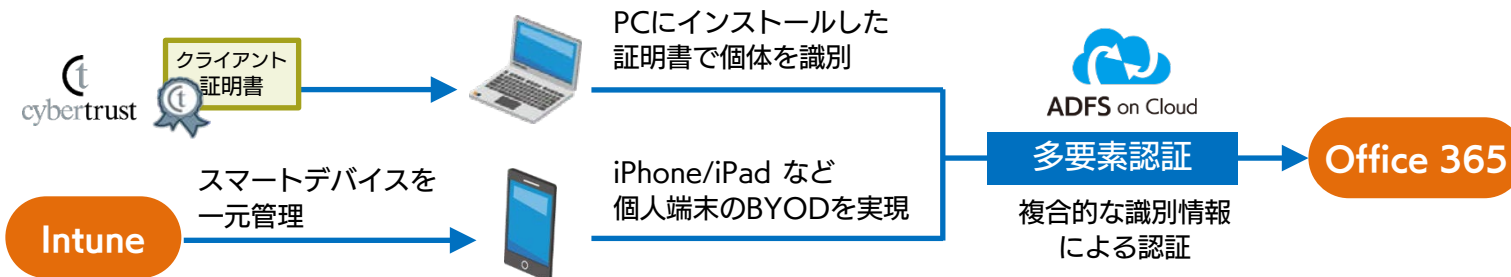 cybertrust
クライアント
証明書
PCにインストールした
証明書で個体を識別
Intune
スマートデバイスを
一元管理
iPhone/iPad など
個人端末のBYODを実現
ADFS on Cloud
多要素認証
複合的な識別情報
による認証
Office 365